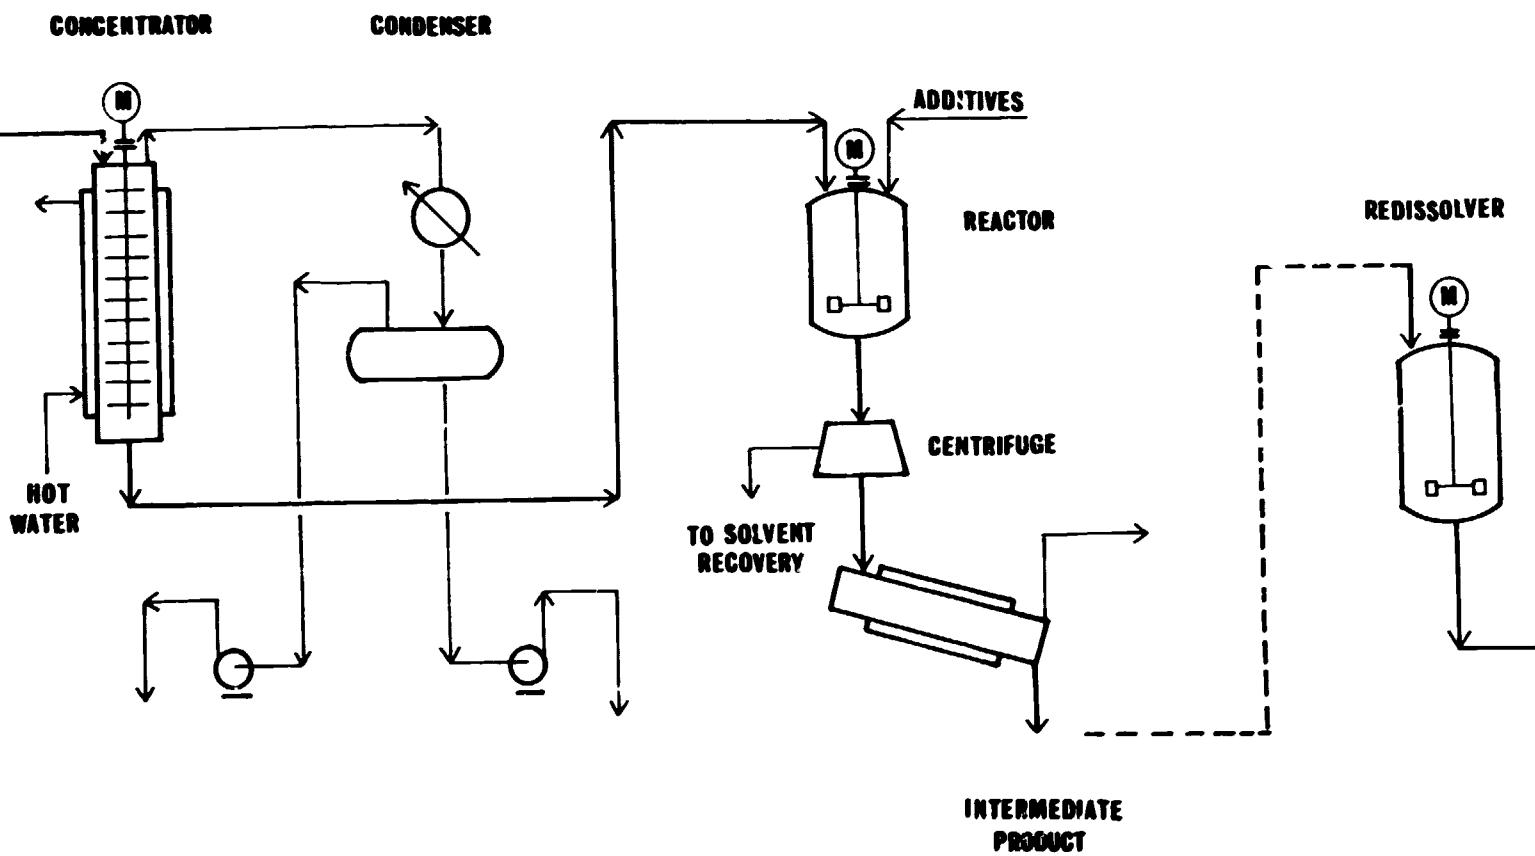 CONCENTRATOR
CONDENSER
M
ADDITIVES
M
REACTOR
REDISSOLVER
M
CENTRIFUGE
HOT
WATER
TO SOLVENT
RECOVERY
INTERMEDIATE
PRODUCT